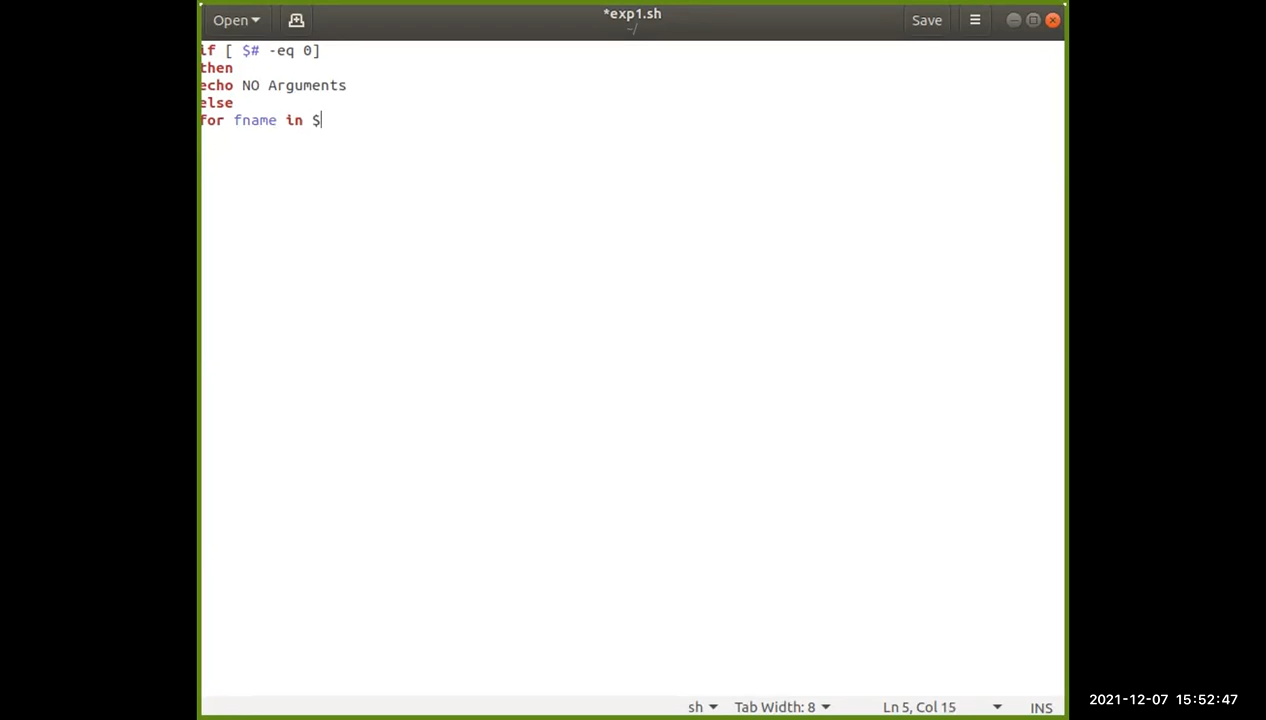 Open
*exp1.sh
~/
Save
if [ $# -eq 0]
then
echo NO Arguments
else
for fname in $
sh
Tab Width: 8
Ln 5, Col 15
INS
2021-12-07 15:52:47